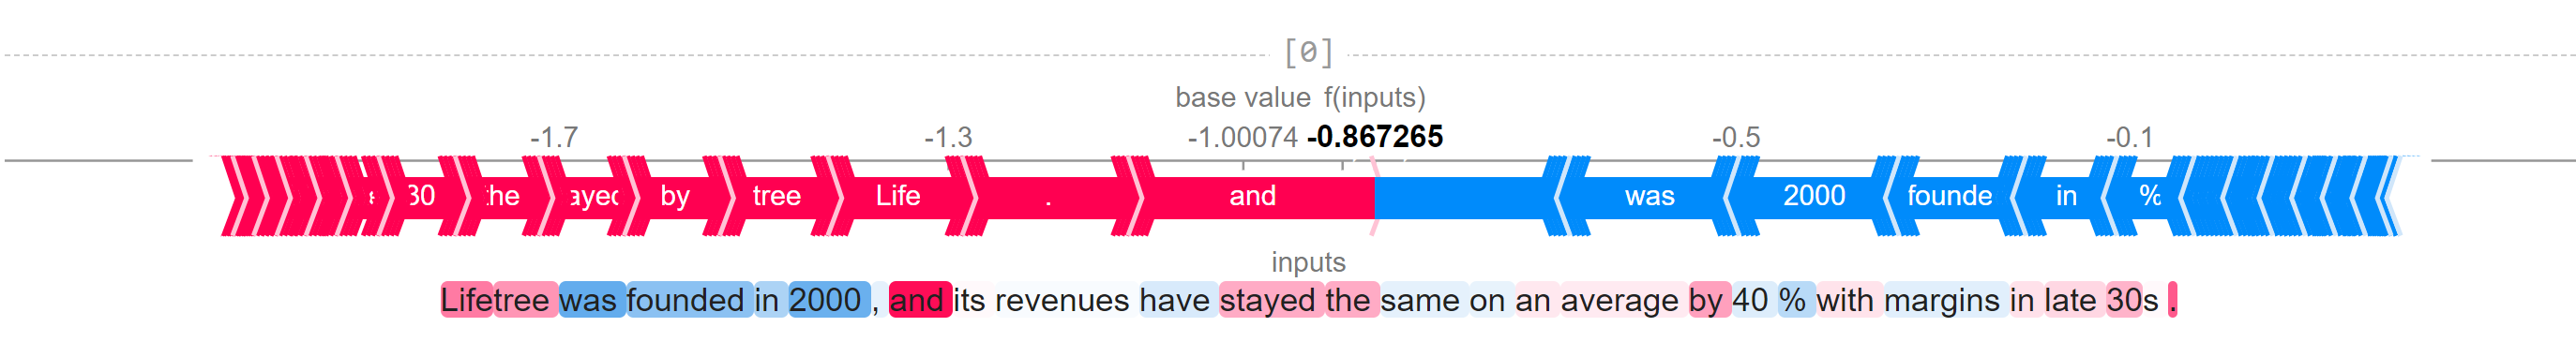 [0]
base value f(inputs)
-1.7 -1.3 -1.00074 -0.867265 -0.5 -0.1
30 the ayed by tree Life . and was 2000 founde in %
inputs
Lifetree was founded in 2000 , and its revenues have stayed the same on an average by 40 % with margins in late 30s .